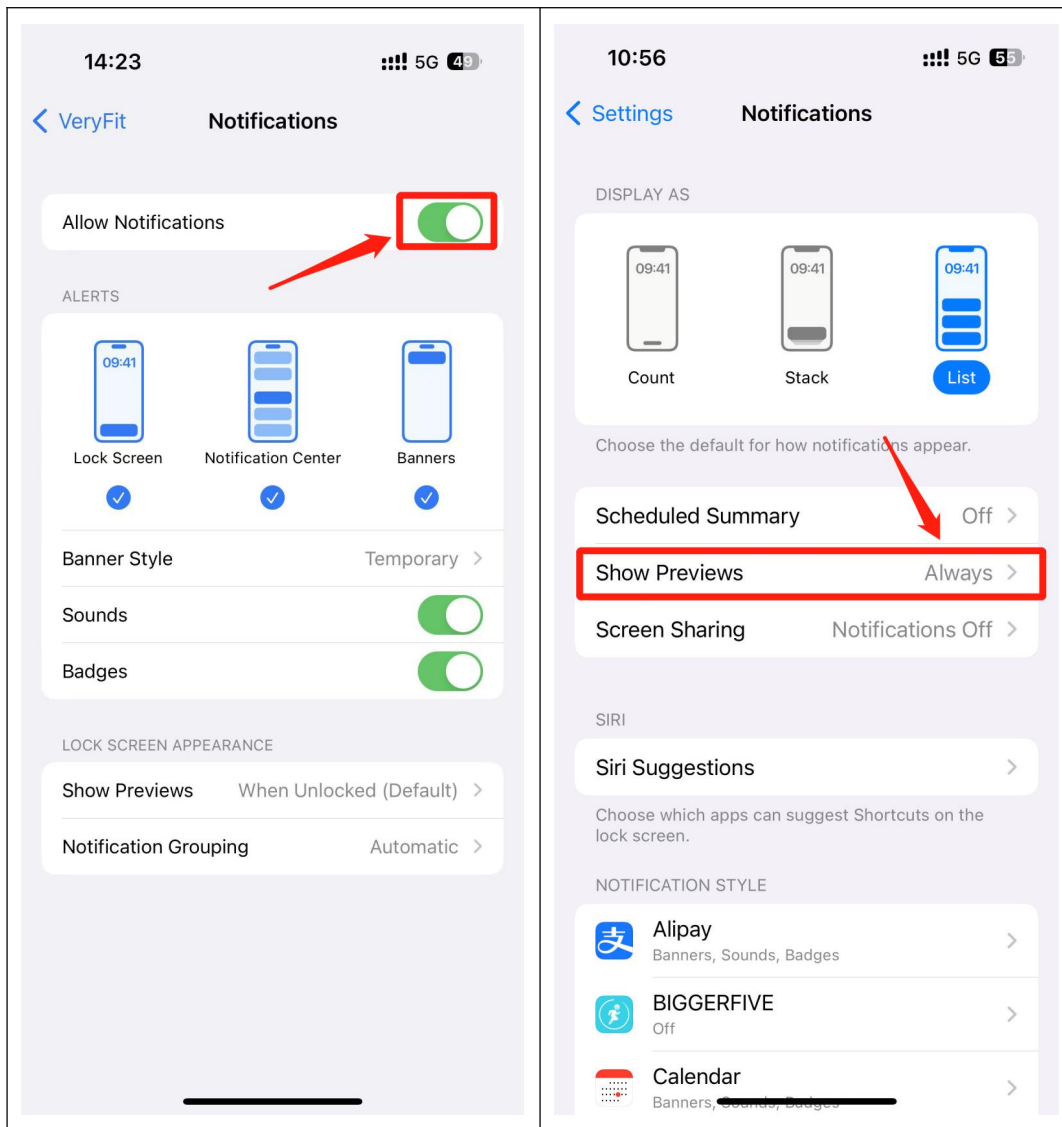 14:23
5G 49
VeryFit
Notifications
Allow Notifications
ALERTS
09:41
Lock Screen
Notification Center
Banners
Banner Style
Temporary
Sounds
Badges
LOCK SCREEN APPEARANCE
Show Previews
When Unlocked (Default)
Notification Grouping
Automatic
10:56
5G 55
Settings
Notifications
DISPLAY AS
09:41
09:41
09:41
Count
Stack
List
Choose the default for how notifications appear.
Scheduled Summary
Off
Show Previews
Always
Screen Sharing
Notifications Off
SIRI
Siri Suggestions
Choose which apps can suggest Shortcuts on the
lock screen.
NOTIFICATION STYLE
支
Alipay
Banners, Sounds, Badges
BIGGERFIVE
Off
Calendar
Banners, Sounds, Badges